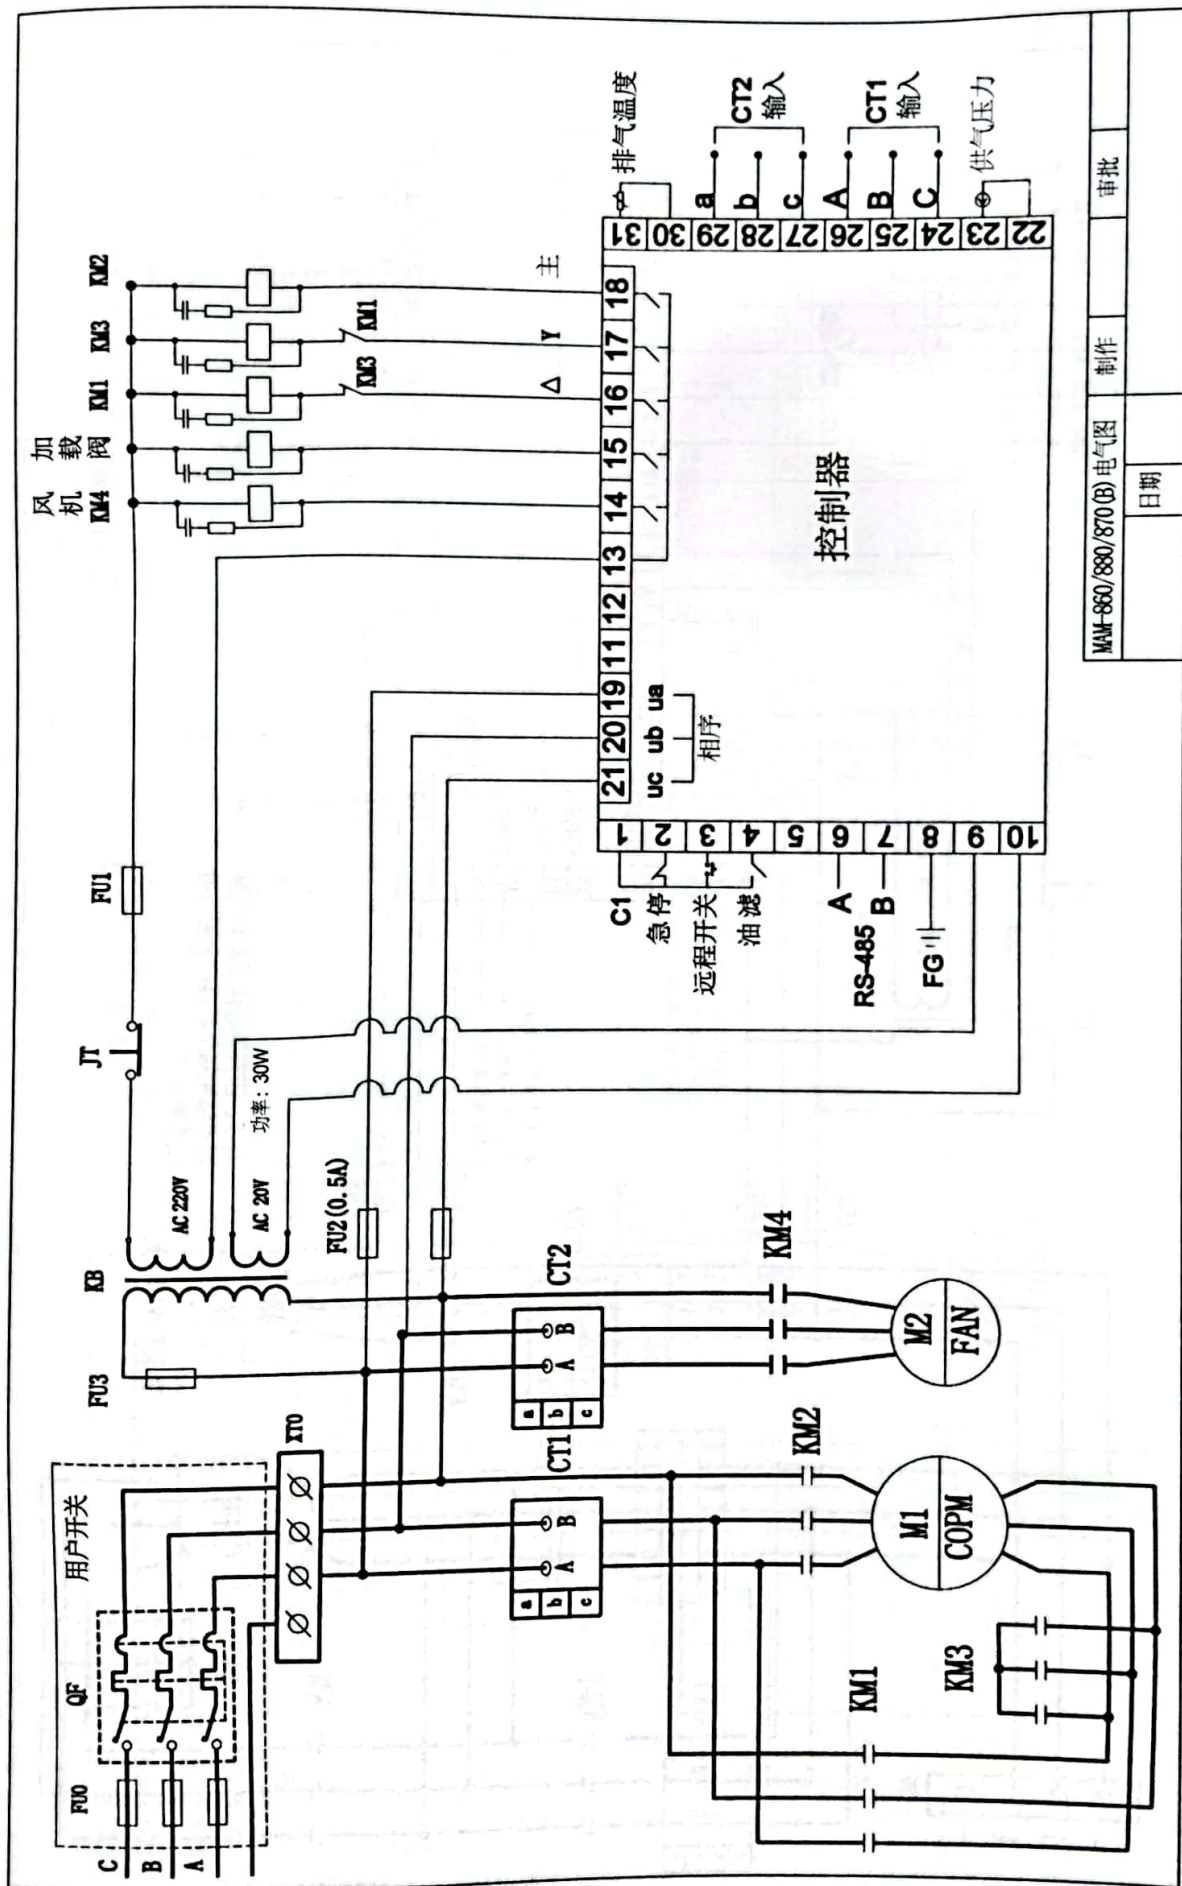 用户开关
FU0
QF
C
B
A
XT0
FU3
KB
AC 220V
AC 20V
功率: 30W
JT
FU1
风机
KM4
加载阀
KM1
KM3
KM2
KM3
KM1
△
Y
主
FU2(0.5A)
CT1
a
b
c
A
B
CT2
a
b
c
A
B
KM2
KM4
M1
COPM
M2
FAN
KM1
KM3
21
20
19
11
12
13
14
15
16
17
18
uc
ub
ua
相序
控制器
1
2
3
4
5
6
7
8
9
10
C1
急停
远程开关
油滤
RS-485
A
B
FG
31
30
29
28
27
26
25
24
23
22
排气温度
a
b
c
CT2
输入
A
B
C
CT1
输入
供气压力
MAM-860/880/870(B)电气图
制作
审批
日期